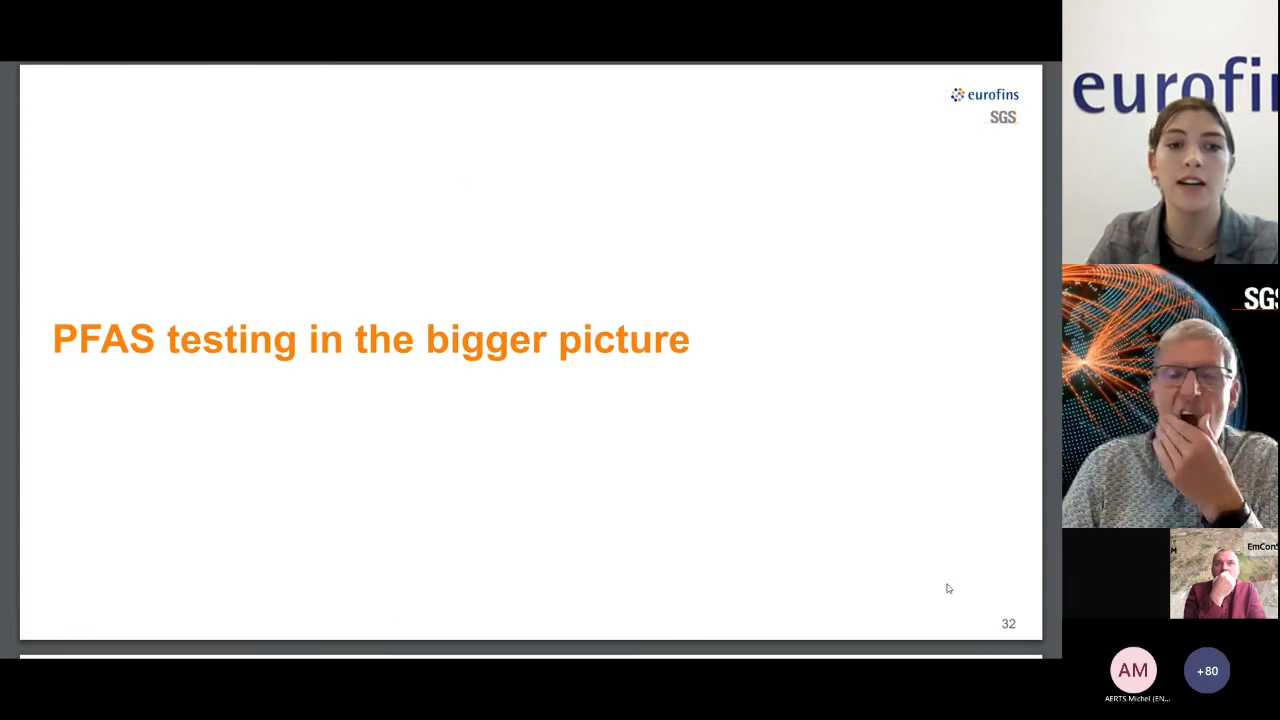 eurofins
SGS
PFAS testing in the bigger picture
32
eurofi
SGS
M
EmConS
AM
+80
AERTS Michel (EN...